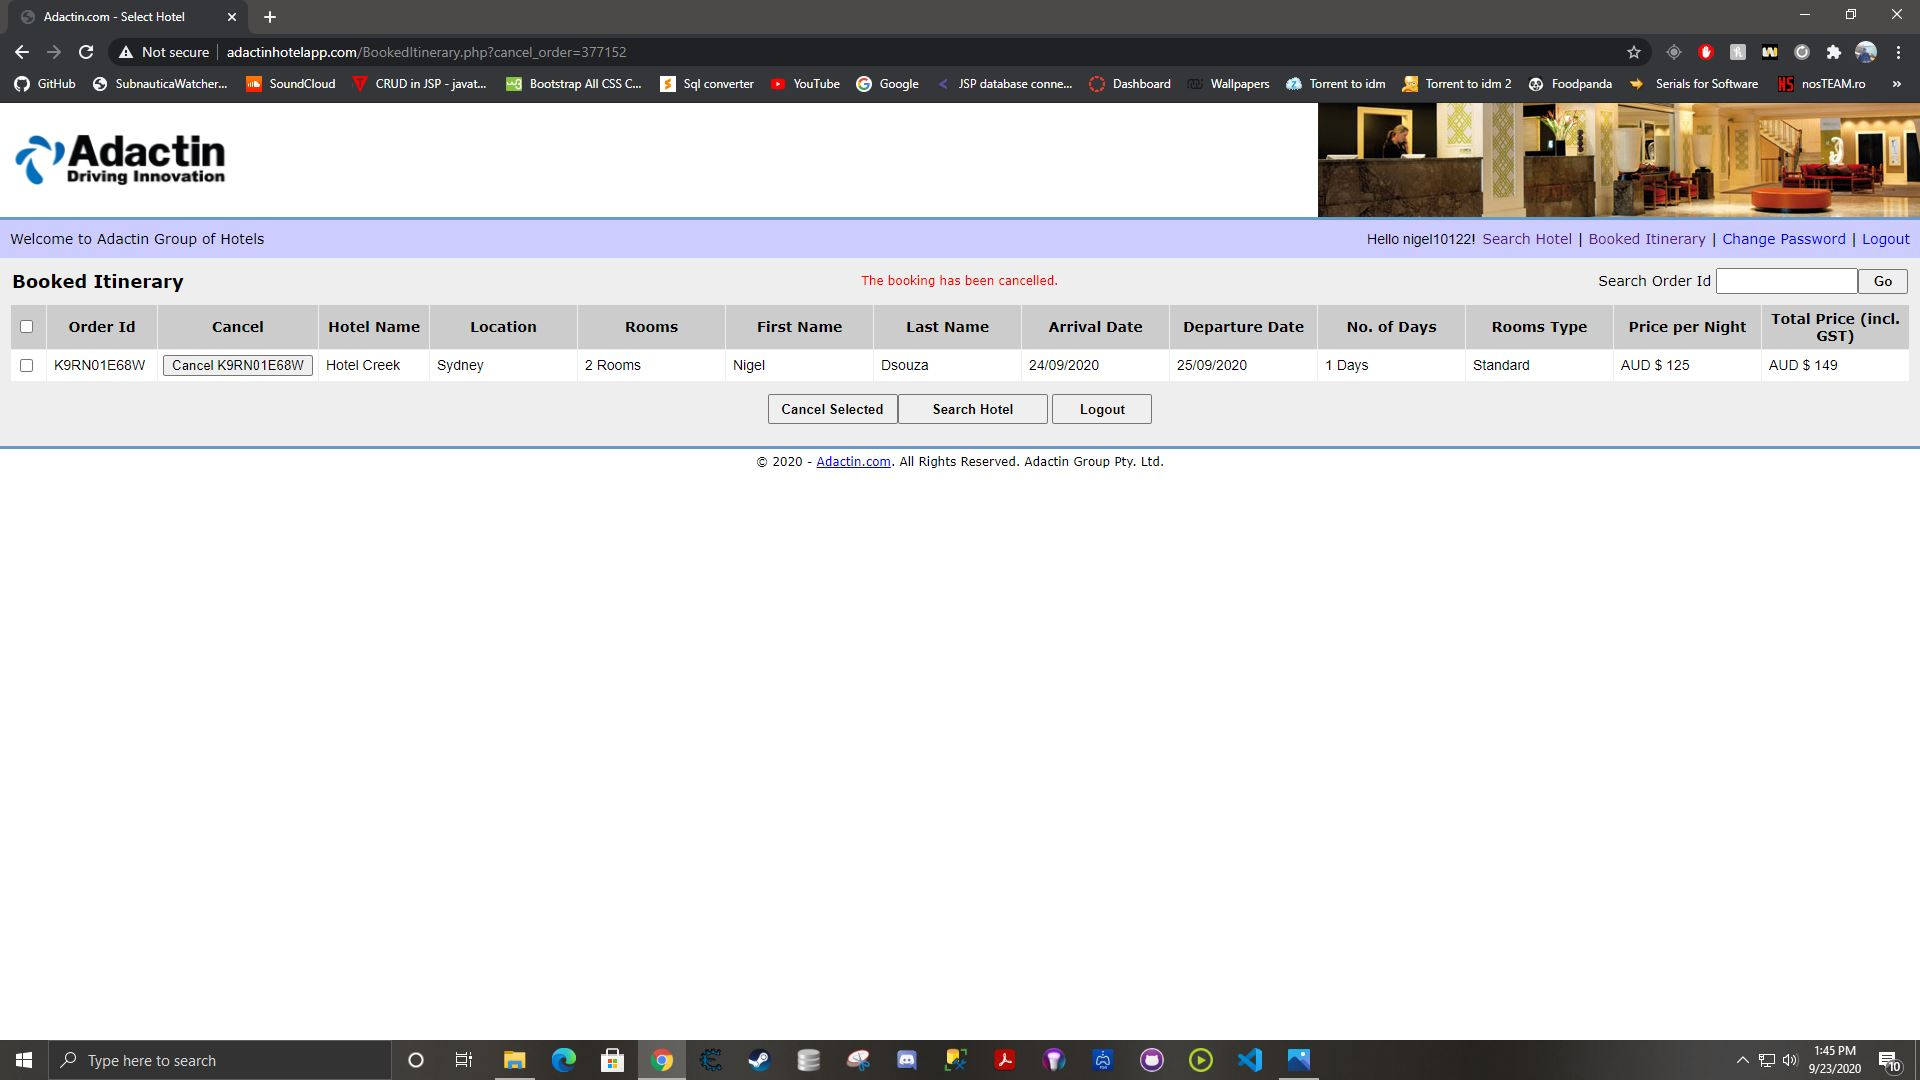 Adactin.com - Select Hotel
Not secure
adactinhotelapp.com/BookedItinerary.php?cancel_order=377152
GitHub
SubnauticaWatcher...
SoundCloud
CRUD in JSP - javat...
Bootstrap All CSS C...
Sql converter
YouTube
Google
JSP database conne...
Dashboard
Wallpapers
Torrent to idm
Torrent to idm 2
Foodpanda
Serials for Software
nosTEAM.ro
»
Adactin
Driving Innovation
Welcome to Adactin Group of Hotels
Hello nigel10122! Search Hotel | Booked Itinerary | Change Password | Logout
Booked Itinerary
The booking has been cancelled.
Search Order Id
Go
Order Id Cancel Hotel Name Location Rooms First Name Last Name Arrival Date Departure Date No. of Days Rooms Type Price per Night Total Price (incl. GST)
K9RN01E68W Cancel K9RN01E68W Hotel Creek Sydney 2 Rooms Nigel Dsouza 24/09/2020 25/09/2020 1 Days Standard AUD $ 125 AUD $ 149
Cancel Selected
Search Hotel
Logout
© 2020 - Adactin.com. All Rights Reserved. Adactin Group Pty. Ltd.
Type here to search
1:45 PM
9/23/2020
10